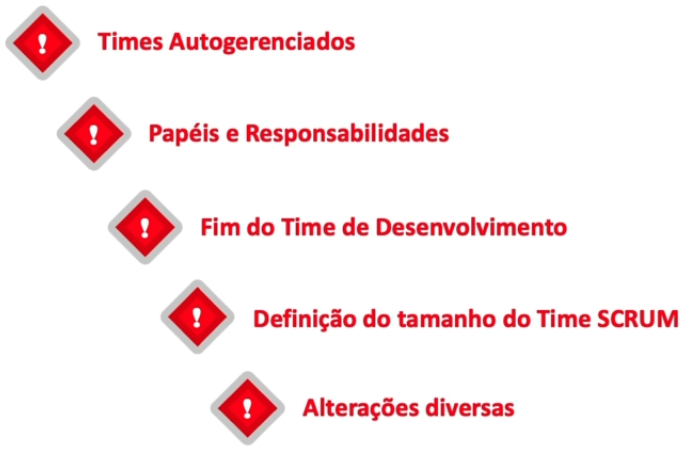 Times Autogerenciados
Papéis e Responsabilidades
Fim do Time de Desenvolvimento
Definição do tamanho do Time SCRUM
Alterações diversas